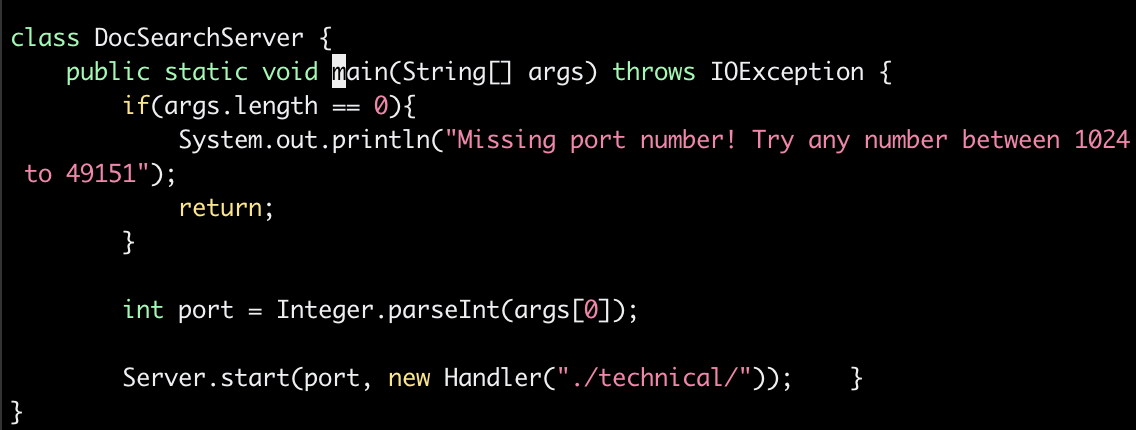 class DocSearchServer {
    public static void main(String[] args) throws IOException {
        if(args.length == 0){
            System.out.println("Missing port number! Try any number between 1024
 to 49151");
            return;
        }

        int port = Integer.parseInt(args[0]);

        Server.start(port, new Handler("./technical/"));    }
}